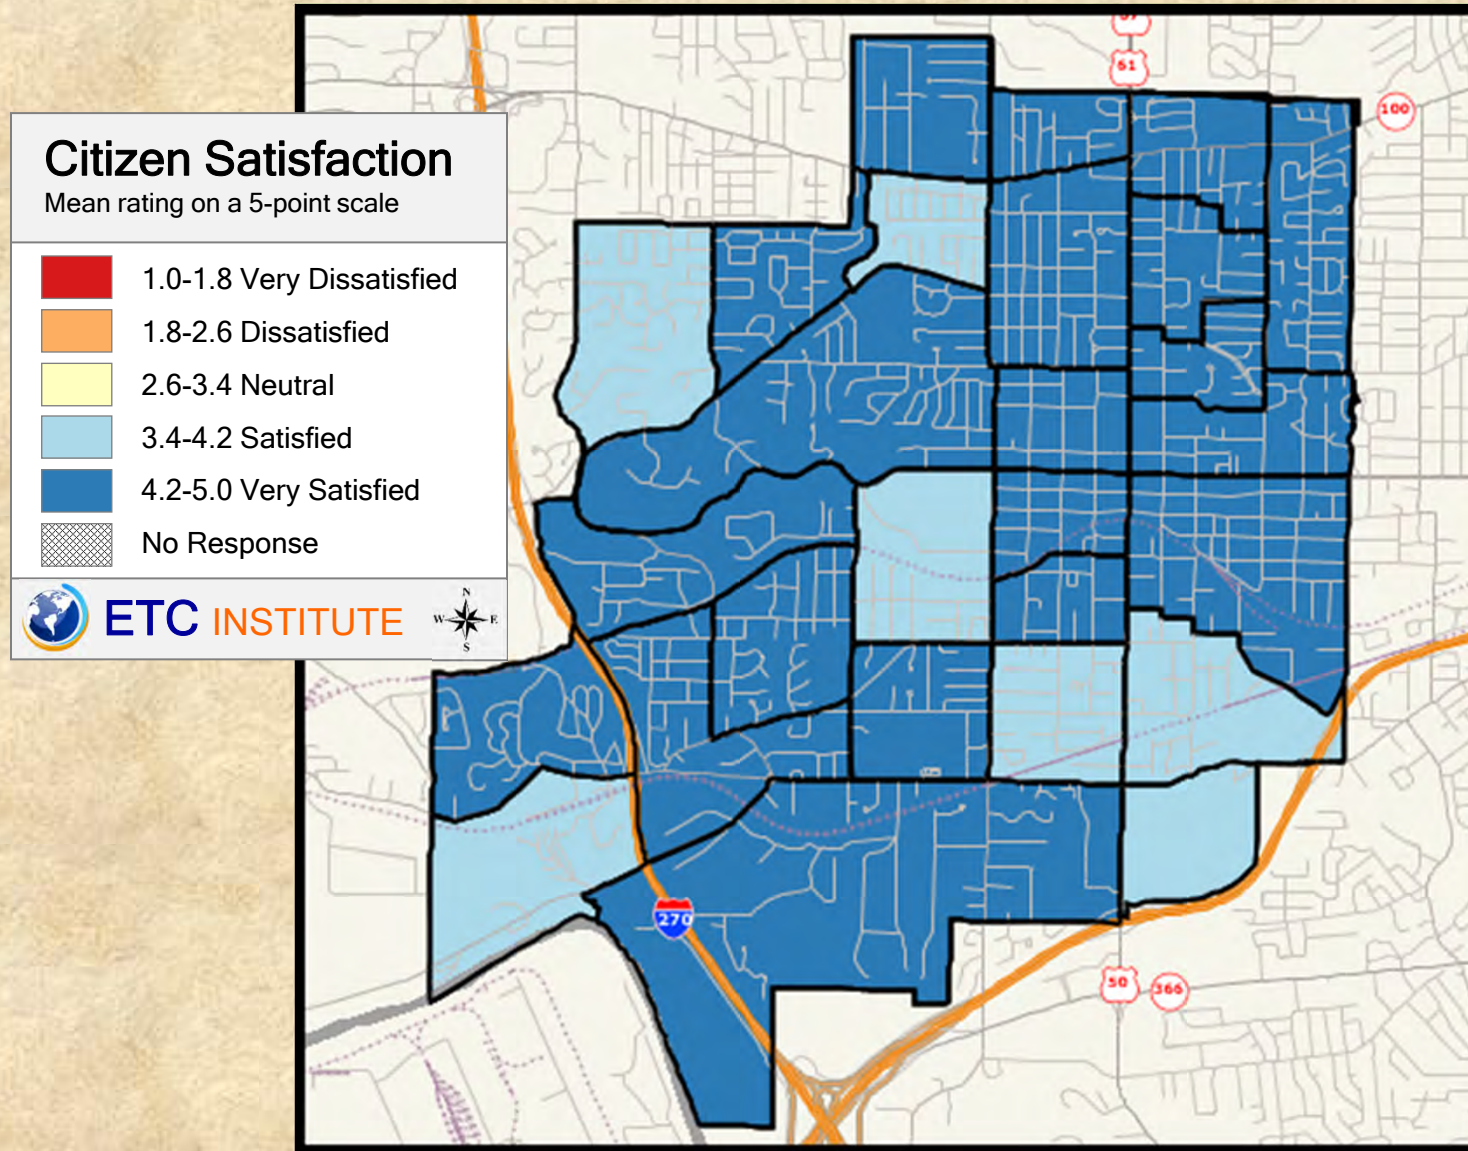 Citizen Satisfaction
Mean rating on a 5-point scale
1.0-1.8 Very Dissatisfied
1.8-2.6 Dissatisfied
2.6-3.4 Neutral
3.4-4.2 Satisfied
4.2-5.0 Very Satisfied
No Response
ETC INSTITUTE
N
W E
S
61
100
270
50
366